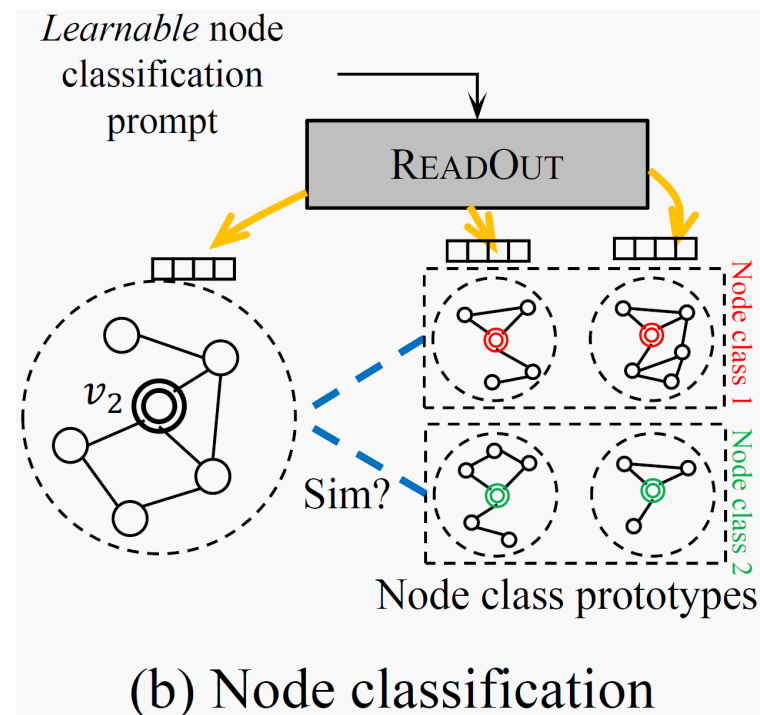 Learnable node
classification
prompt
READOUT
Node class 1
v₂
Sim?
Node class 2
Node class prototypes
(b) Node classification